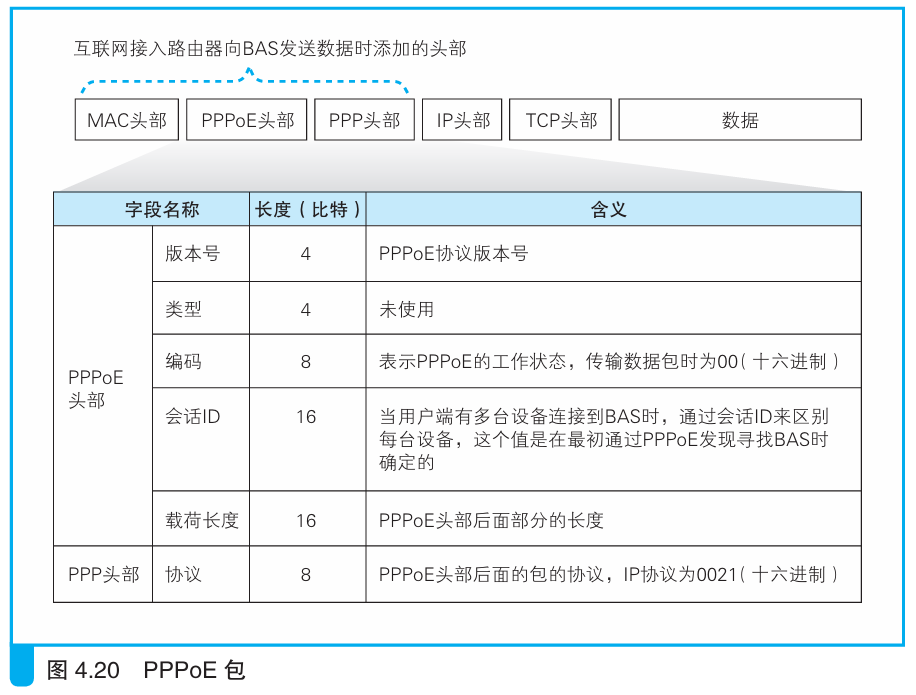 互联网接入路由器向BAS发送数据时添加的头部
MAC头部 PPPoE头部 PPP头部 IP头部 TCP头部 数据
字段名称 长度(比特) 含义
PPPoE
头部
版本号 4 PPPoE协议版本号
类型 4 未使用
编码 8 表示PPPoE的工作状态，传输数据包时为00(十六进制)
会话ID 16 当用户端有多台设备连接到BAS时，通过会话ID来区别
每台设备，这个值是在最初通过PPPoE发现寻找BAS时
确定的
载荷长度 16 PPPoE头部后面部分的长度
PPP头部 协议 8 PPPoE头部后面的包的协议，IP协议为0021(十六进制)
图 4.20 PPPoE 包